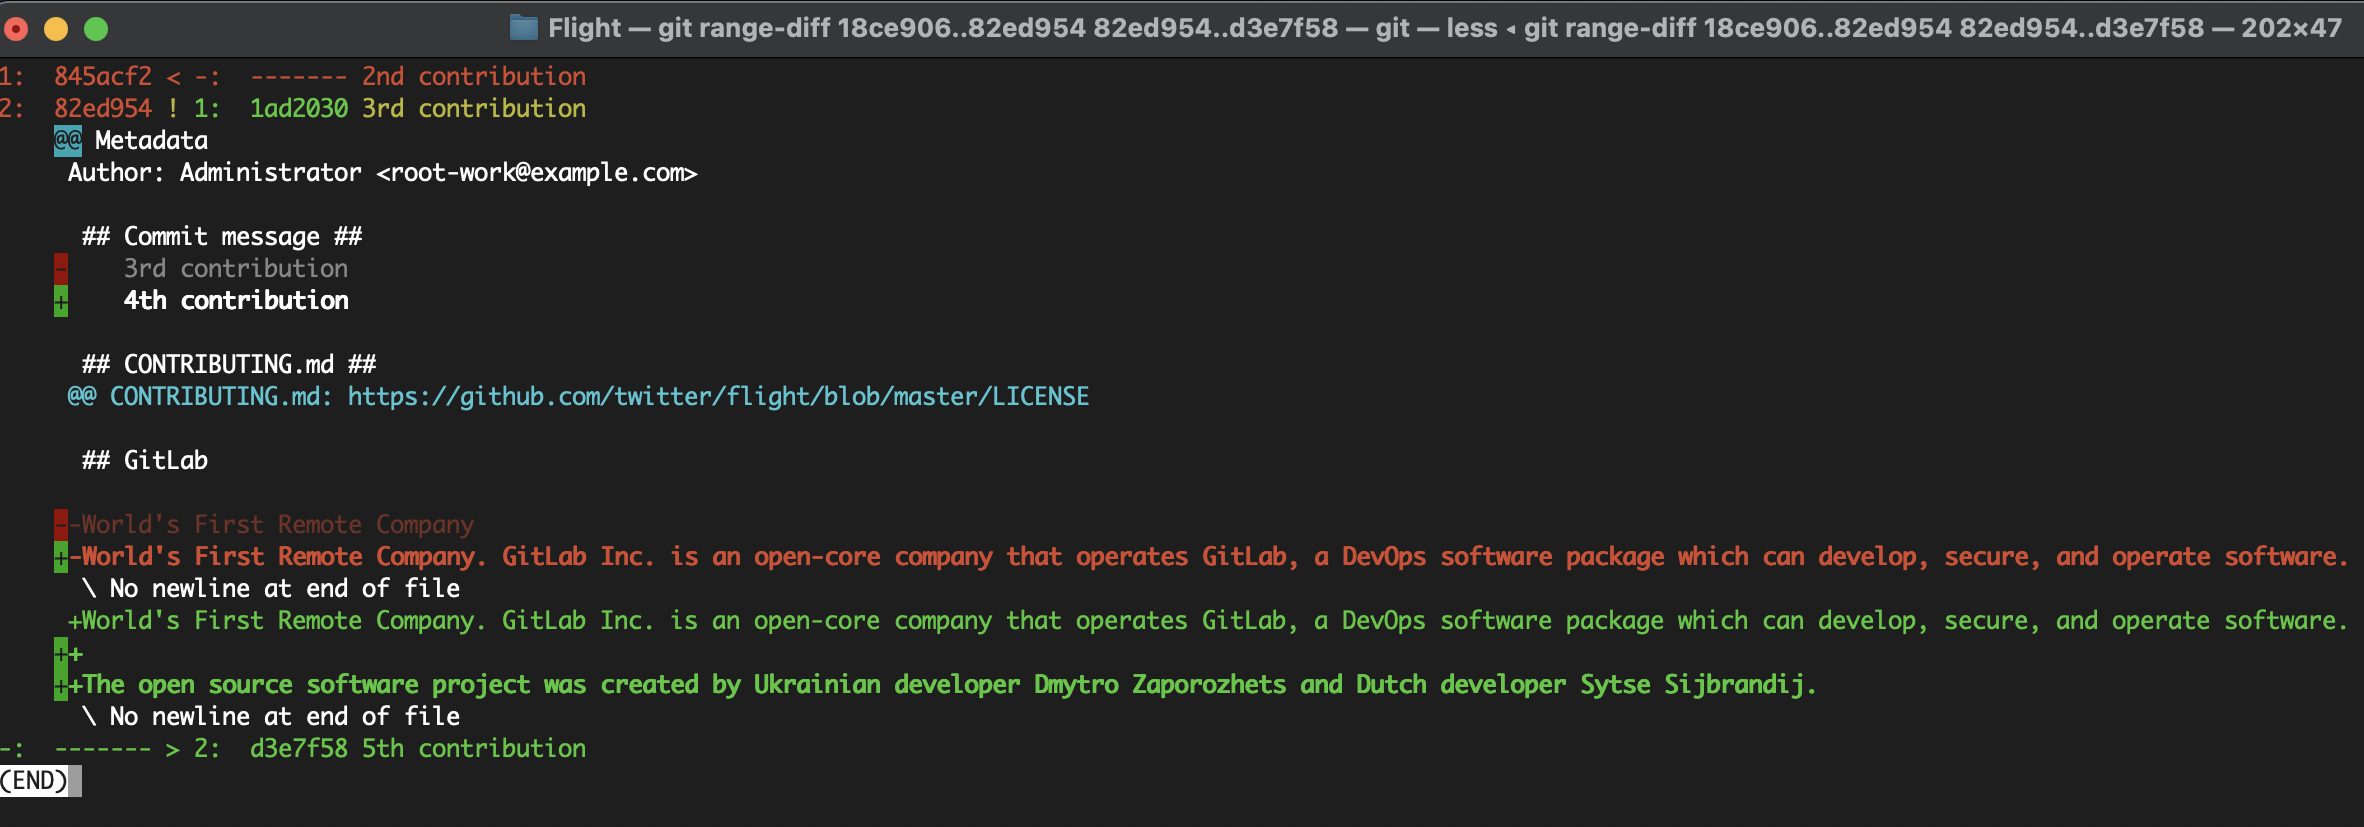 Flight — git range-diff 18ce906..82ed954 82ed954..d3e7f58 — git — less ◂ git range-diff 18ce906..82ed954 82ed954..d3e7f58 — 202×47
1:  845acf2 < -:  ------- 2nd contribution
2:  82ed954 ! 1:  1ad2030 3rd contribution
    @@ Metadata
     Author: Administrator <root-work@example.com>
      ## Commit message ##
    -    3rd contribution
    +    4th contribution
      ## CONTRIBUTING.md ##
     @@ CONTRIBUTING.md: https://github.com/twitter/flight/blob/master/LICENSE
      ## GitLab
    --World's First Remote Company
    +-World's First Remote Company. GitLab Inc. is an open-core company that operates GitLab, a DevOps software package which can develop, secure, and operate software.
      \ No newline at end of file
     +World's First Remote Company. GitLab Inc. is an open-core company that operates GitLab, a DevOps software package which can develop, secure, and operate software.
    ++
    ++The open source software project was created by Ukrainian developer Dmytro Zaporozhets and Dutch developer Sytse Sijbrandij.
      \ No newline at end of file
-:  ------- > 2:  d3e7f58 5th contribution
(END)